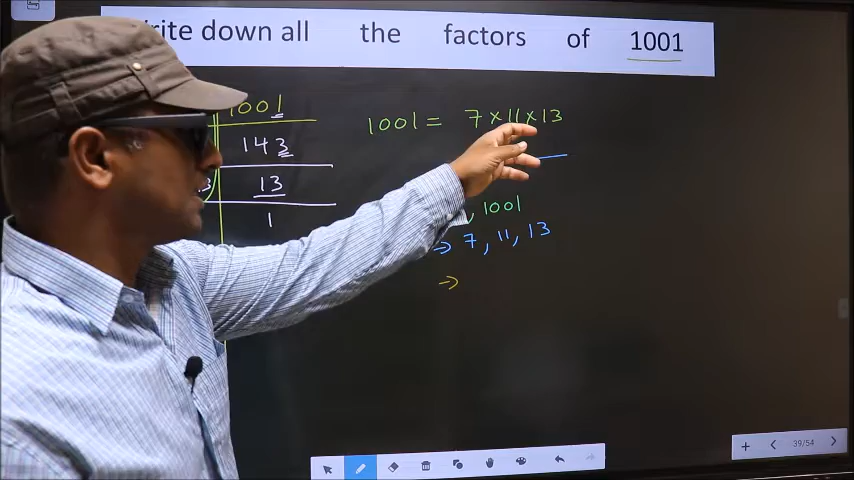 rite down all the factors of 1001
1001
1001 = 7 × 11 × 13
143
13
1
, 1001
→ 7, 11, 13
→
39/54